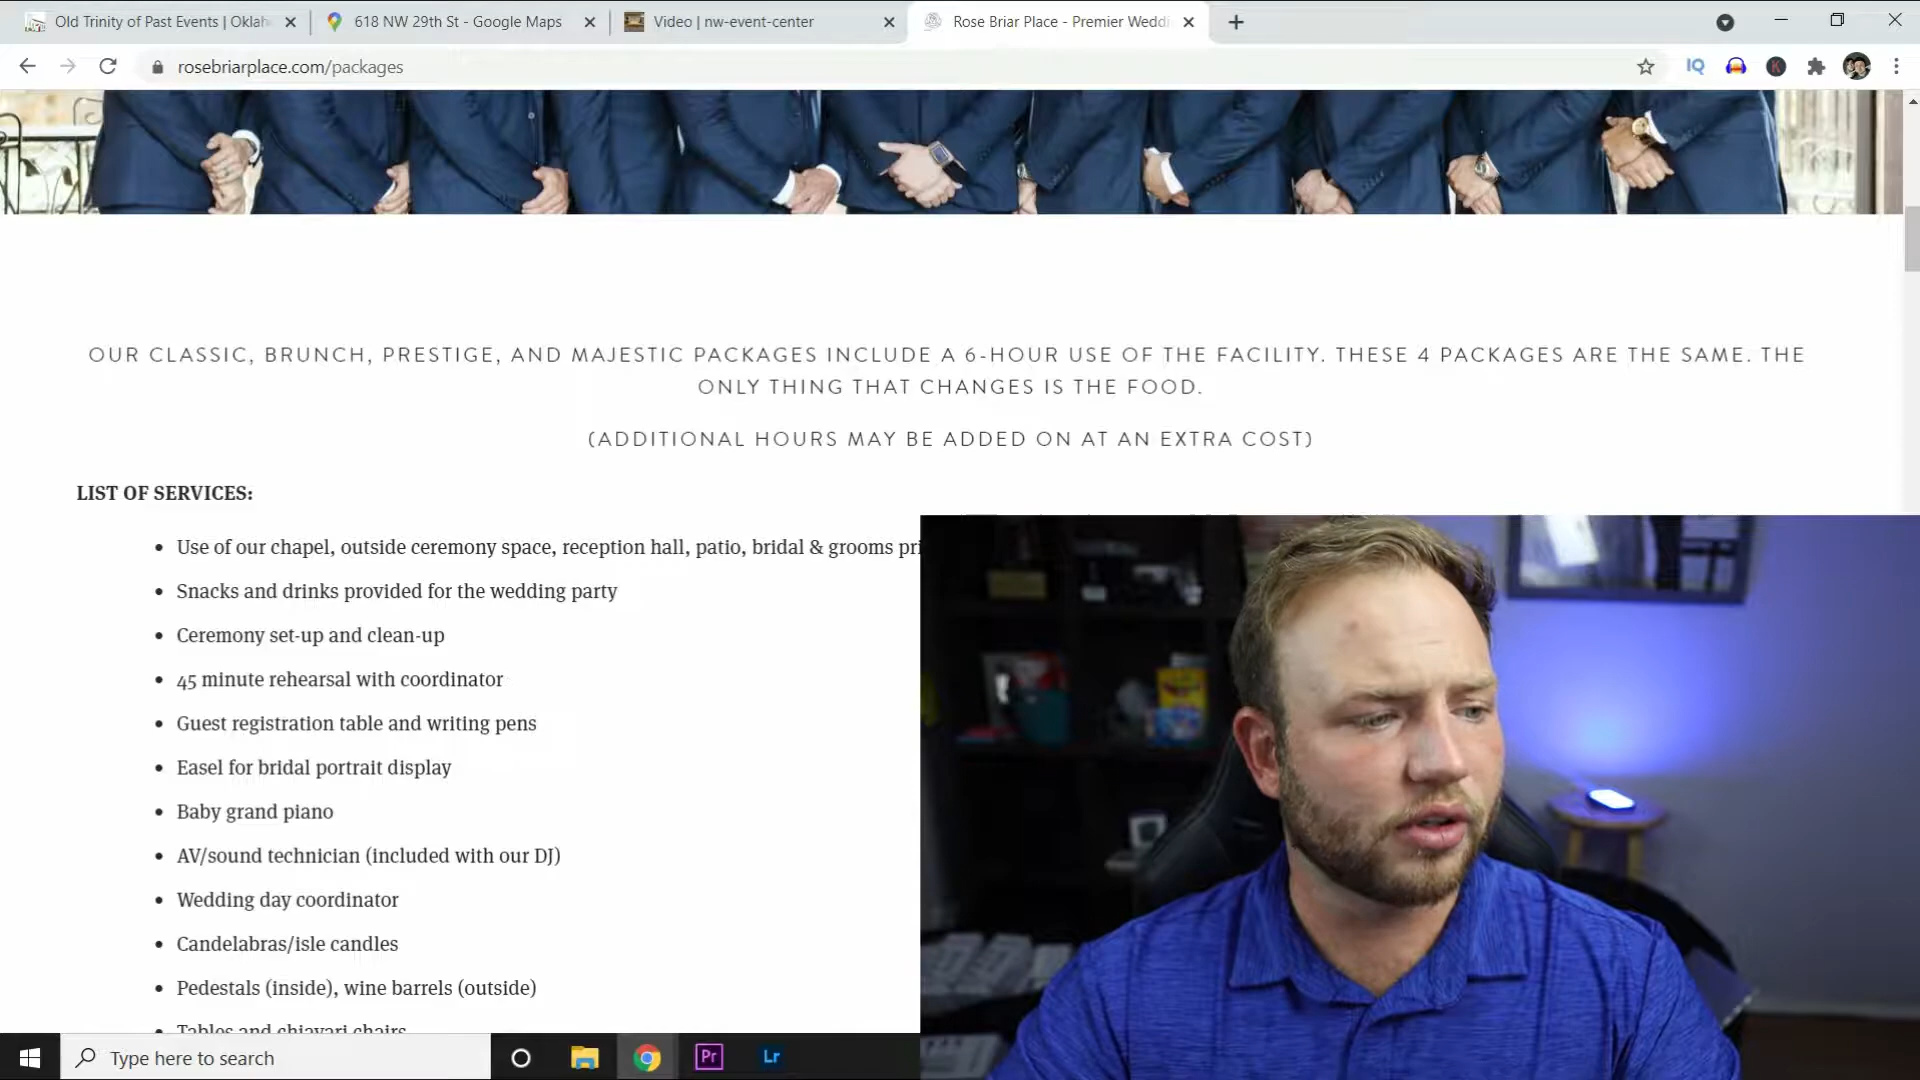 Old Trinity of Past Events | Oklah
618 NW 29th St - Google Maps
Video | nw-event-center
Rose Briar Place - Premier Weddi
rosebriarplace.com/packages
IQ
K
OUR CLASSIC, BRUNCH, PRESTIGE, AND MAJESTIC PACKAGES INCLUDE A 6-HOUR USE OF THE FACILITY. THESE 4 PACKAGES ARE THE SAME. THE
ONLY THING THAT CHANGES IS THE FOOD.
(ADDITIONAL HOURS MAY BE ADDED ON AT AN EXTRA COST)
LIST OF SERVICES:
• Use of our chapel, outside ceremony space, reception hall, patio, bridal & grooms pri
• Snacks and drinks provided for the wedding party
• Ceremony set-up and clean-up
• 45 minute rehearsal with coordinator
• Guest registration table and writing pens
• Easel for bridal portrait display
• Baby grand piano
• AV/sound technician (included with our DJ)
• Wedding day coordinator
• Candelabras/isle candles
• Pedestals (inside), wine barrels (outside)
• Tables and chiavari chairs
Type here to search
Pr
Lr